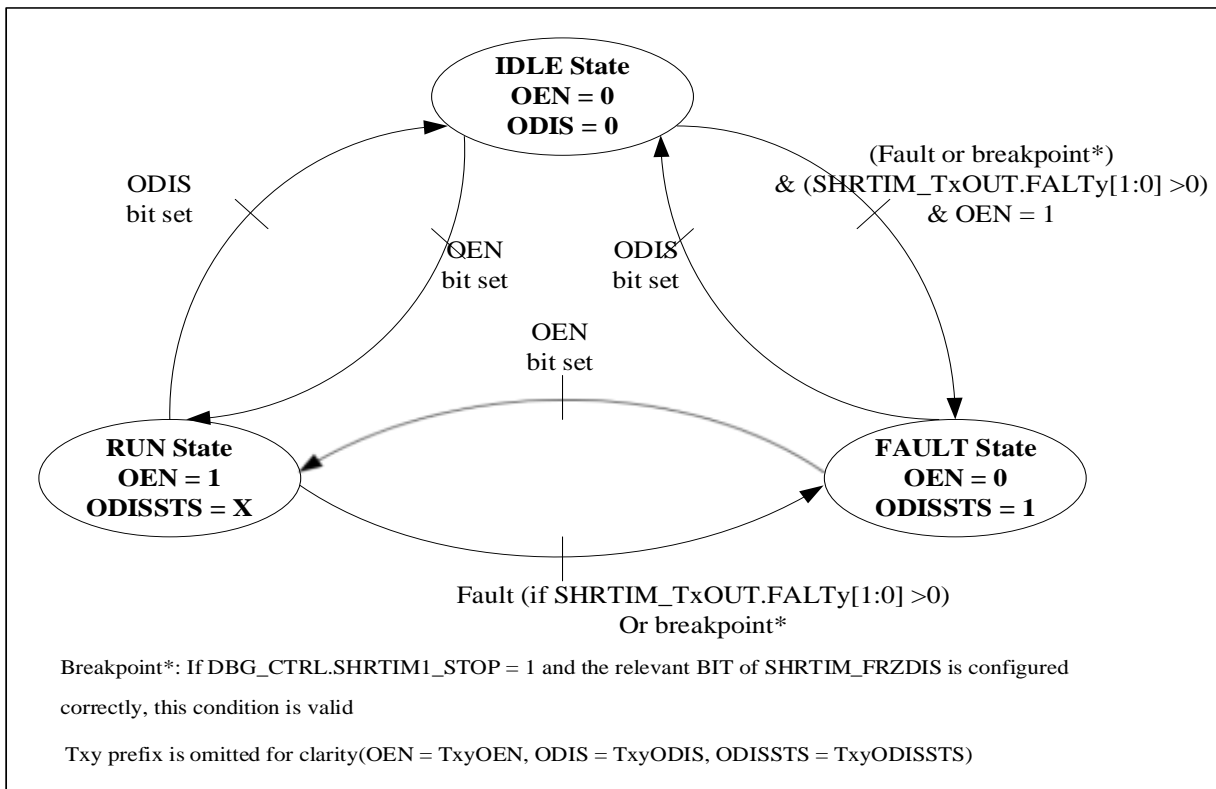 IDLE State
OEN = 0
ODIS = 0
(Fault or breakpoint*)
& (SHRTIM_TxOUT.FALTy[1:0] >0)
& OEN = 1
ODIS
bit set
OEN
bit set
ODIS
bit set
OEN
bit set
RUN State
OEN = 1
ODISSTS = X
FAULT State
OEN = 0
ODISSTS = 1
Fault (if SHRTIM_TxOUT.FALTy[1:0] >0)
Or breakpoint*
Breakpoint*: If DBG_CTRL.SHRTIM1_STOP = 1 and the relevant BIT of SHRTIM_FRZDIS is configured
correctly, this condition is valid
Txy prefix is omitted for clarity(OEN = TxyOEN, ODIS = TxyODIS, ODISSTS = TxyODISSTS)